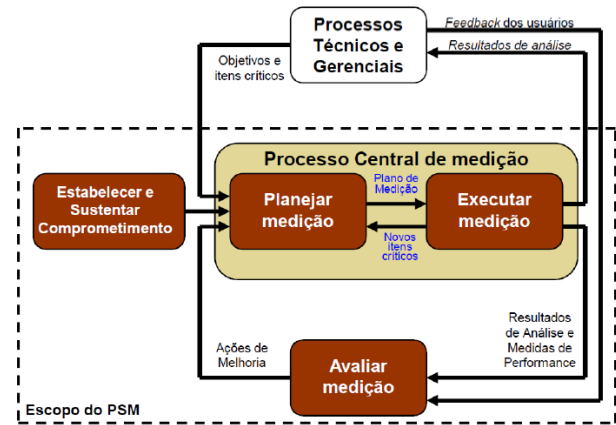 Processos
Técnicos e
Gerenciais
Feedback dos usuários
Resultados de análise
Objetivos e
itens críticos
Processo Central de medição
Estabelecer e
Sustentar
Comprometimento
Planejar
medição
Plano de
Medição
Novos
itens
críticos
Executar
medição
Ações de
Melhoria
Avaliar
medição
Resultados
de Análise e
Medidas de
Performance
Escopo do PSM